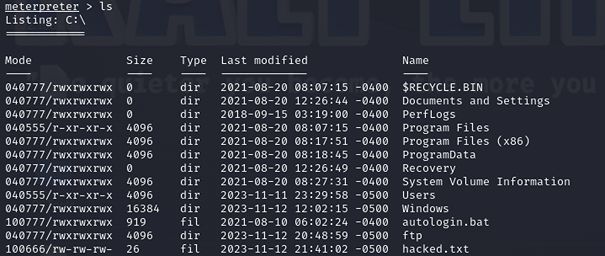 meterpreter > ls
Listing: C:\
============
Mode Size Type Last modified Name
---- ---- ---- ------------- ----
040777/rwxrwxrwx 0 dir 2021-08-20 08:07:15 -0400 $RECYCLE.BIN
040777/rwxrwxrwx 0 dir 2021-08-20 12:26:44 -0400 Documents and Settings
040777/rwxrwxrwx 0 dir 2018-09-15 03:19:00 -0400 PerfLogs
040555/r-xr-xr-x 4096 dir 2021-08-20 08:07:15 -0400 Program Files
040777/rwxrwxrwx 4096 dir 2021-08-20 08:17:51 -0400 Program Files (x86)
040777/rwxrwxrwx 4096 dir 2021-08-20 08:18:45 -0400 ProgramData
040777/rwxrwxrwx 0 dir 2021-08-20 12:26:49 -0400 Recovery
040777/rwxrwxrwx 4096 dir 2021-08-20 08:27:31 -0400 System Volume Information
040555/r-xr-xr-x 4096 dir 2023-11-11 23:29:58 -0500 Users
040777/rwxrwxrwx 16384 dir 2023-11-12 12:02:15 -0500 Windows
100777/rwxrwxrwx 919 fil 2021-08-10 06:02:24 -0400 autologin.bat
040777/rwxrwxrwx 4096 dir 2023-11-12 20:48:59 -0500 ftp
100666/rw-rw-rw- 26 fil 2023-11-12 21:41:02 -0500 hacked.txt